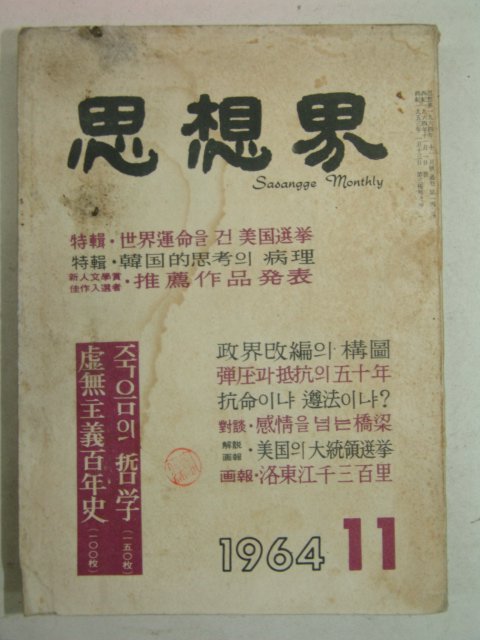 思想界
Sasangge Monthly
特輯·世界運命을 건 美国選挙
特輯·韓国的思考의 病理
新人文學賞
佳作入選者·推薦作品発表
죽음의 哲学(一五○枚)
虛無主義百年史(一○○枚)
政界改編의 構圖
弾圧과 抵抗의 五十年
抗命이냐 遵法이냐?
對談·感情을 넘는 橋梁
解説
画報·美国의 大統領選挙
画報·洛東江千三百里
1964 11